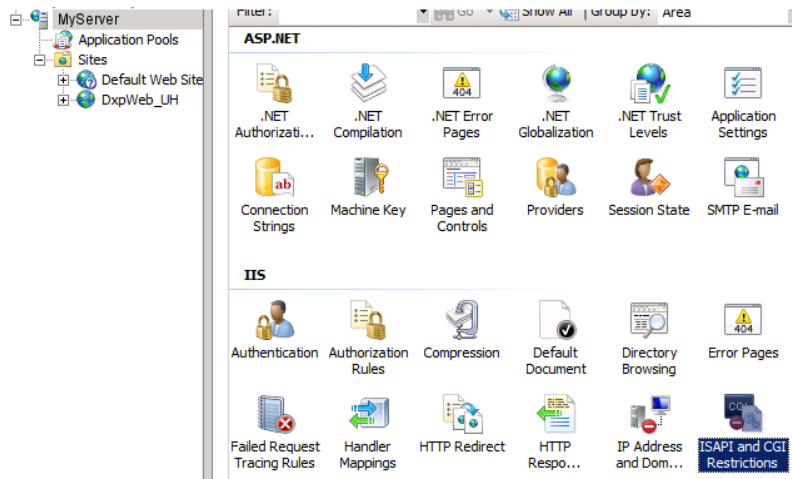 MyServer
Application Pools
Sites
Default Web Site
DxpWeb_UH
Filter: Go Show All Group by: Area
ASP.NET
.NET .NET .NET Error .NET .NET Trust Application
Authorizati... Compilation Pages Globalization Levels Settings
404
ab
Connection Machine Key Pages and Providers Session State SMTP E-mail
Strings Controls
IIS
404
Authentication Authorization Compression Default Directory Error Pages
Rules Document Browsing
CGI
Failed Request Handler HTTP Redirect HTTP IP Address ISAPI and CGI
Tracing Rules Mappings Respo... and Dom... Restrictions